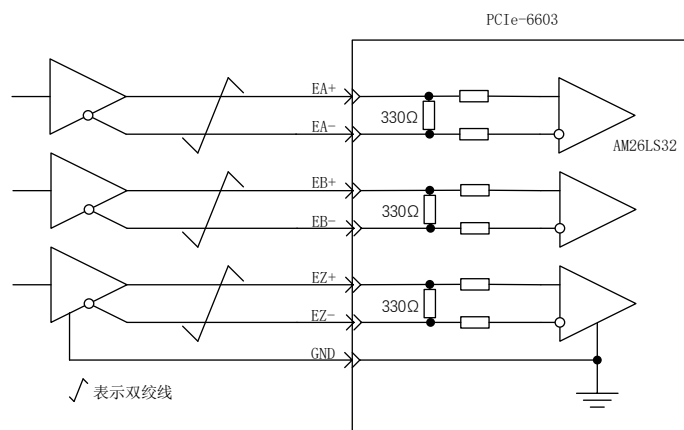 PCIe-6603
EA+
330Ω
EA-
AM26LS32
EB+
330Ω
EB-
EZ+
330Ω
EZ-
GND
表示双绞线